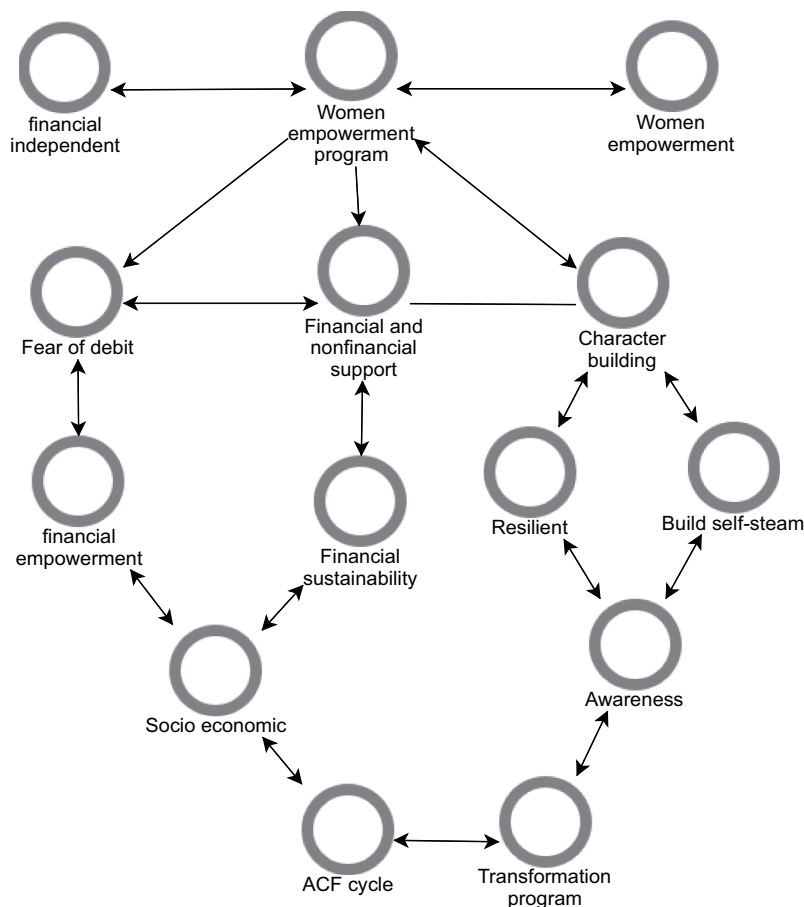 financial
independent
Women
empowerment
program
Women
empowerment
Fear of debit
Financial and
nonfinancial
support
Character
building
financial
empowerment
Financial
sustainability
Resilient
Build self-steam
Socio economic
Awareness
ACF cycle
Transformation
program